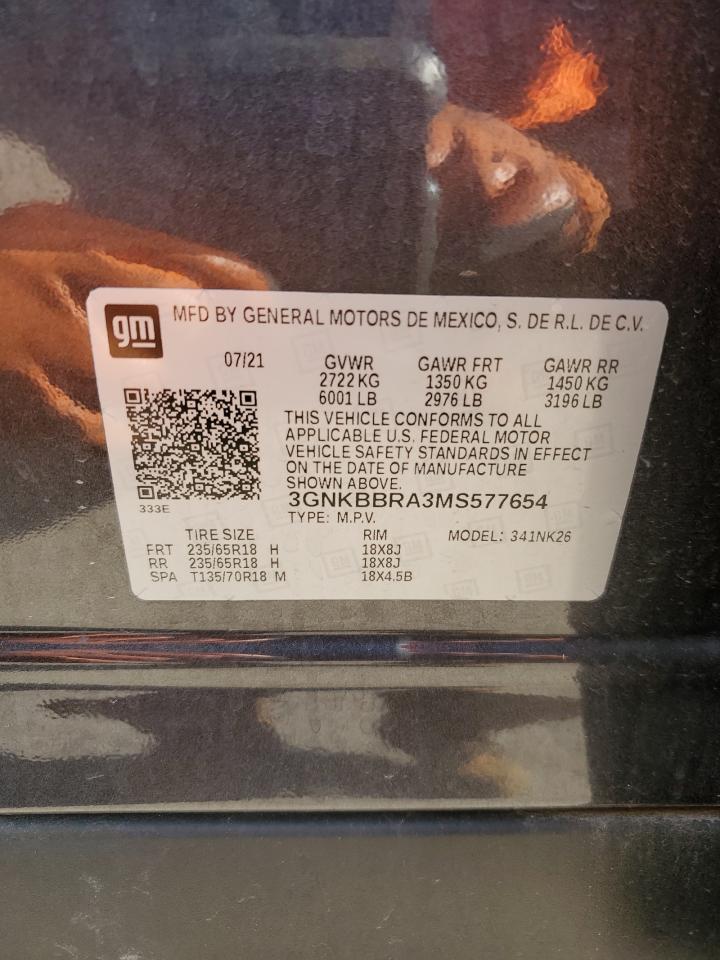 gm
MFD BY GENERAL MOTORS DE MEXICO, S. DE R.L. DE C.V.
07/21 GVWR GAWR FRT GAWR RR
2722 KG 1350 KG 1450 KG
6001 LB 2976 LB 3196 LB
THIS VEHICLE CONFORMS TO ALL
APPLICABLE U.S. FEDERAL MOTOR
VEHICLE SAFETY STANDARDS IN EFFECT
ON THE DATE OF MANUFACTURE
SHOWN ABOVE.
3GNKBBRA3MS577654
333E
TYPE: M.P.V.
TIRE SIZE RIM MODEL: 341NK26
FRT 235/65R18 H 18X8J
RR 235/65R18 H 18X8J
SPA T135/70R18 M 18X4.5B